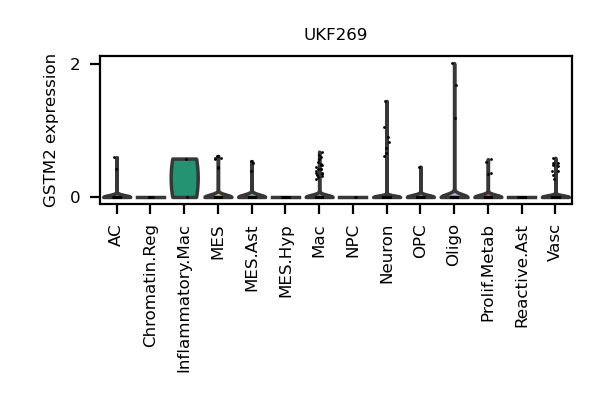 UKF269
GSTM2 expression
2
0
AC
Chromatin.Reg
Inflammatory.Mac
MES
MES.Ast
MES.Hyp
Mac
NPC
Neuron
OPC
Oligo
Prolif.Metab
Reactive.Ast
Vasc